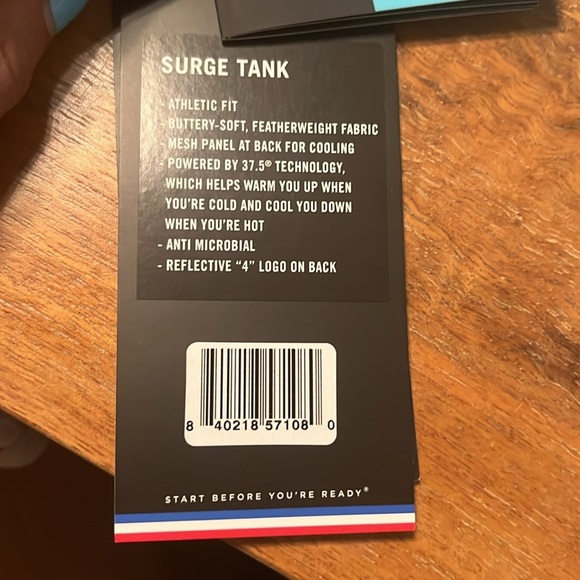 SURGE TANK
- ATHLETIC FIT
- BUTTERY-SOFT, FEATHERWEIGHT FABRIC
- MESH PANEL AT BACK FOR COOLING
- POWERED BY 37.5® TECHNOLOGY,
WHICH HELPS WARM YOU UP WHEN
YOU'RE COLD AND COOL YOU DOWN
WHEN YOU'RE HOT
- ANTI MICROBIAL
- REFLECTIVE "4" LOGO ON BACK
8 40218 57108 0
START BEFORE YOU'RE READY®